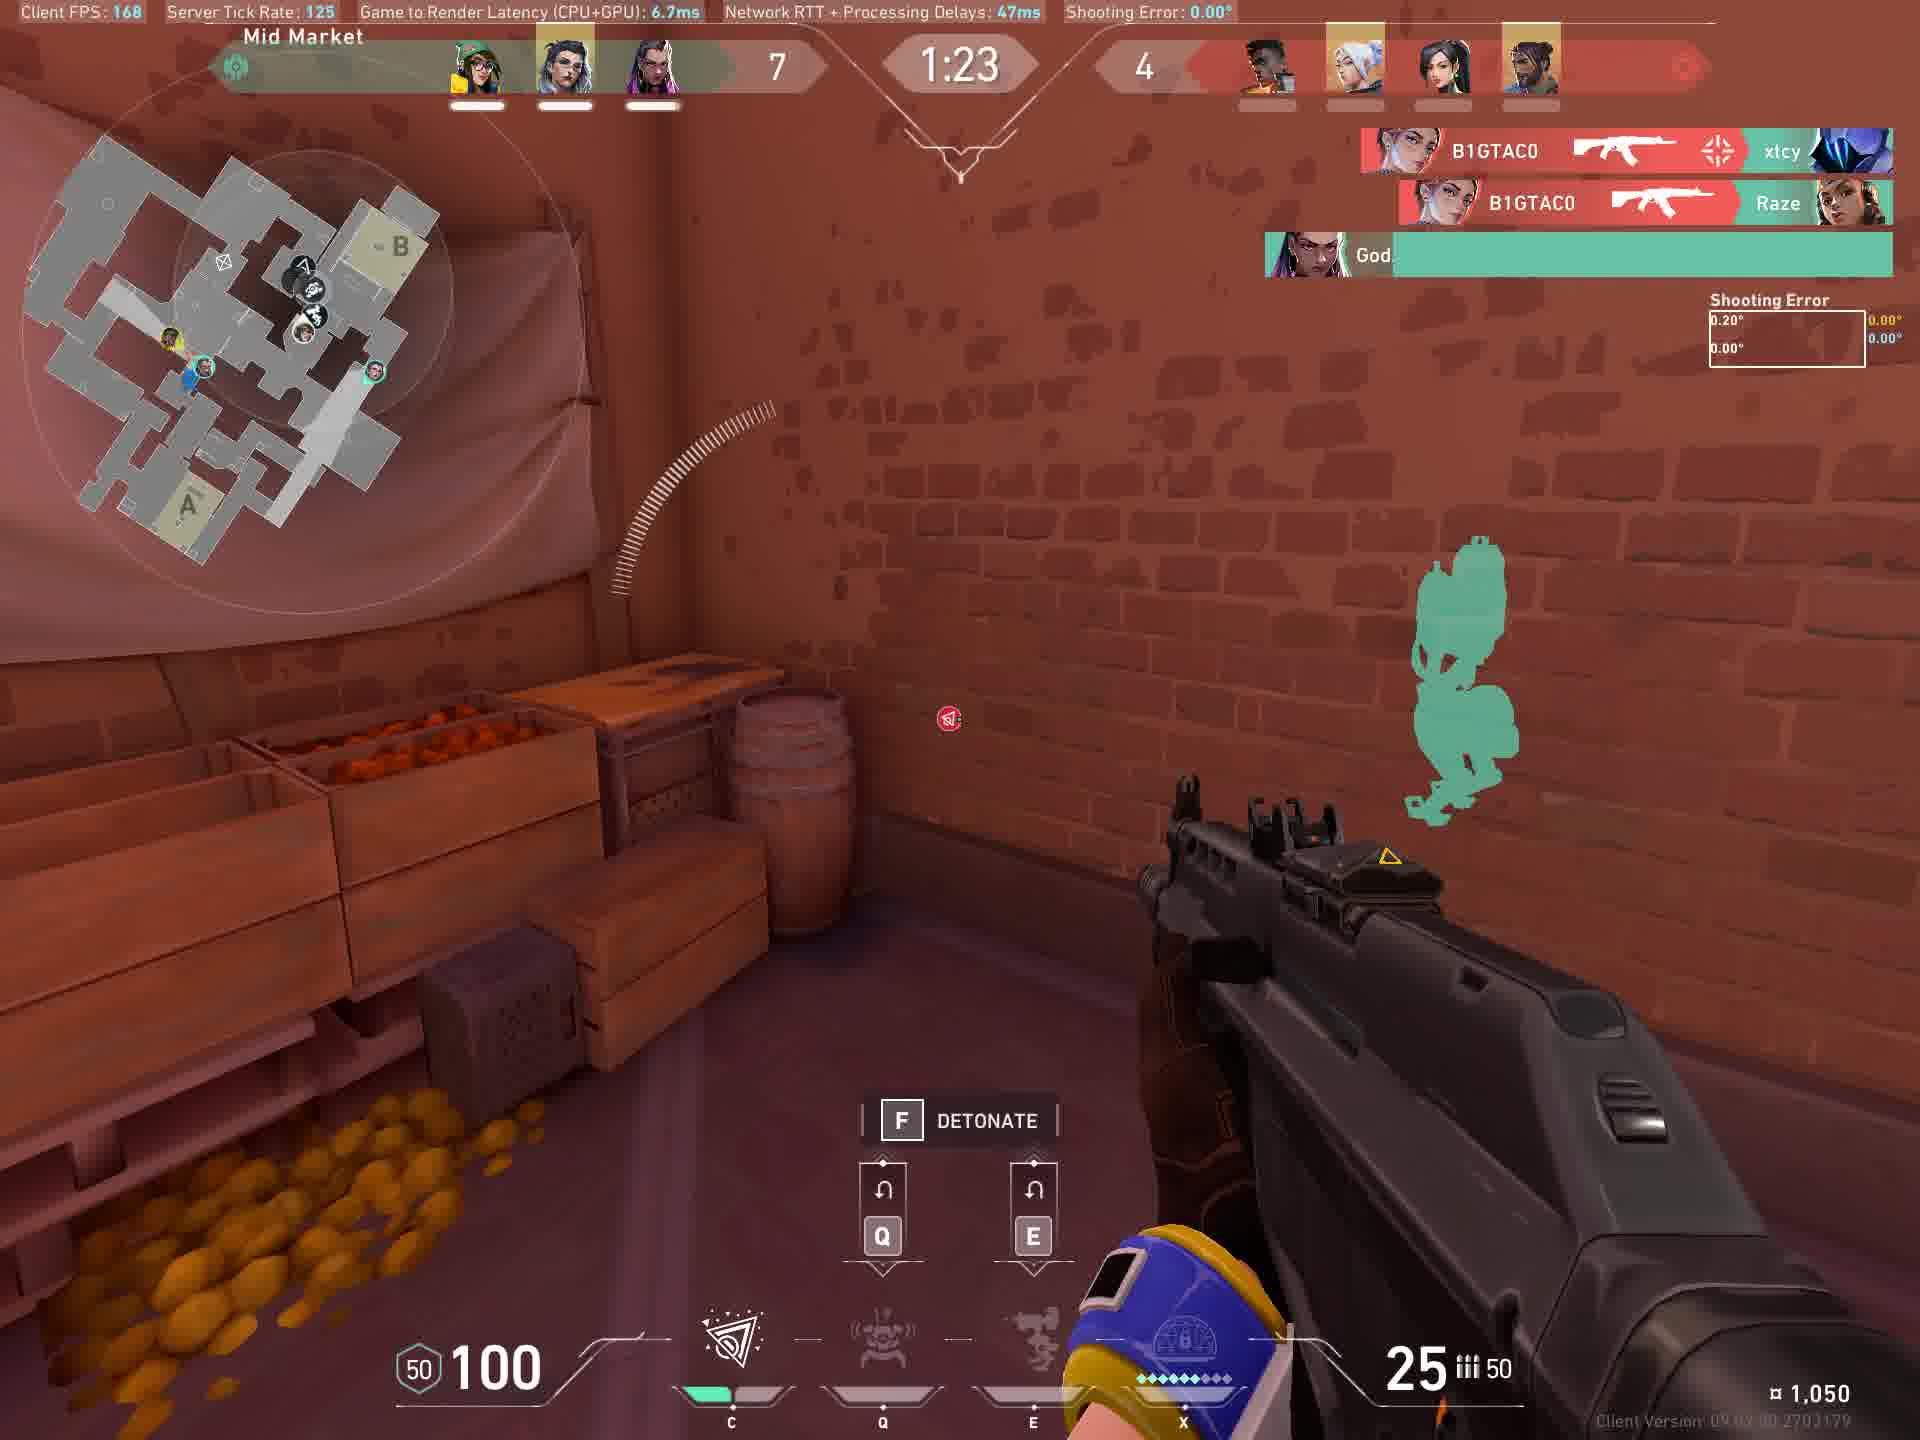 Client FPS: 168 Server Tick Rate: 125 Game to Render Latency (CPU+GPU): 6.7ms Network RTT + Processing Delays: 47ms Shooting Error: 0.00°
Mid Market
7 1:23 4
B1GTAC0 xtcy
B1GTAC0 Raze
God
Shooting Error
0.20° 0.00°
0.00° 0.00°
B
A
F DETONATE
Q E
50 100
25 50
¤ 1,050
C Q E X